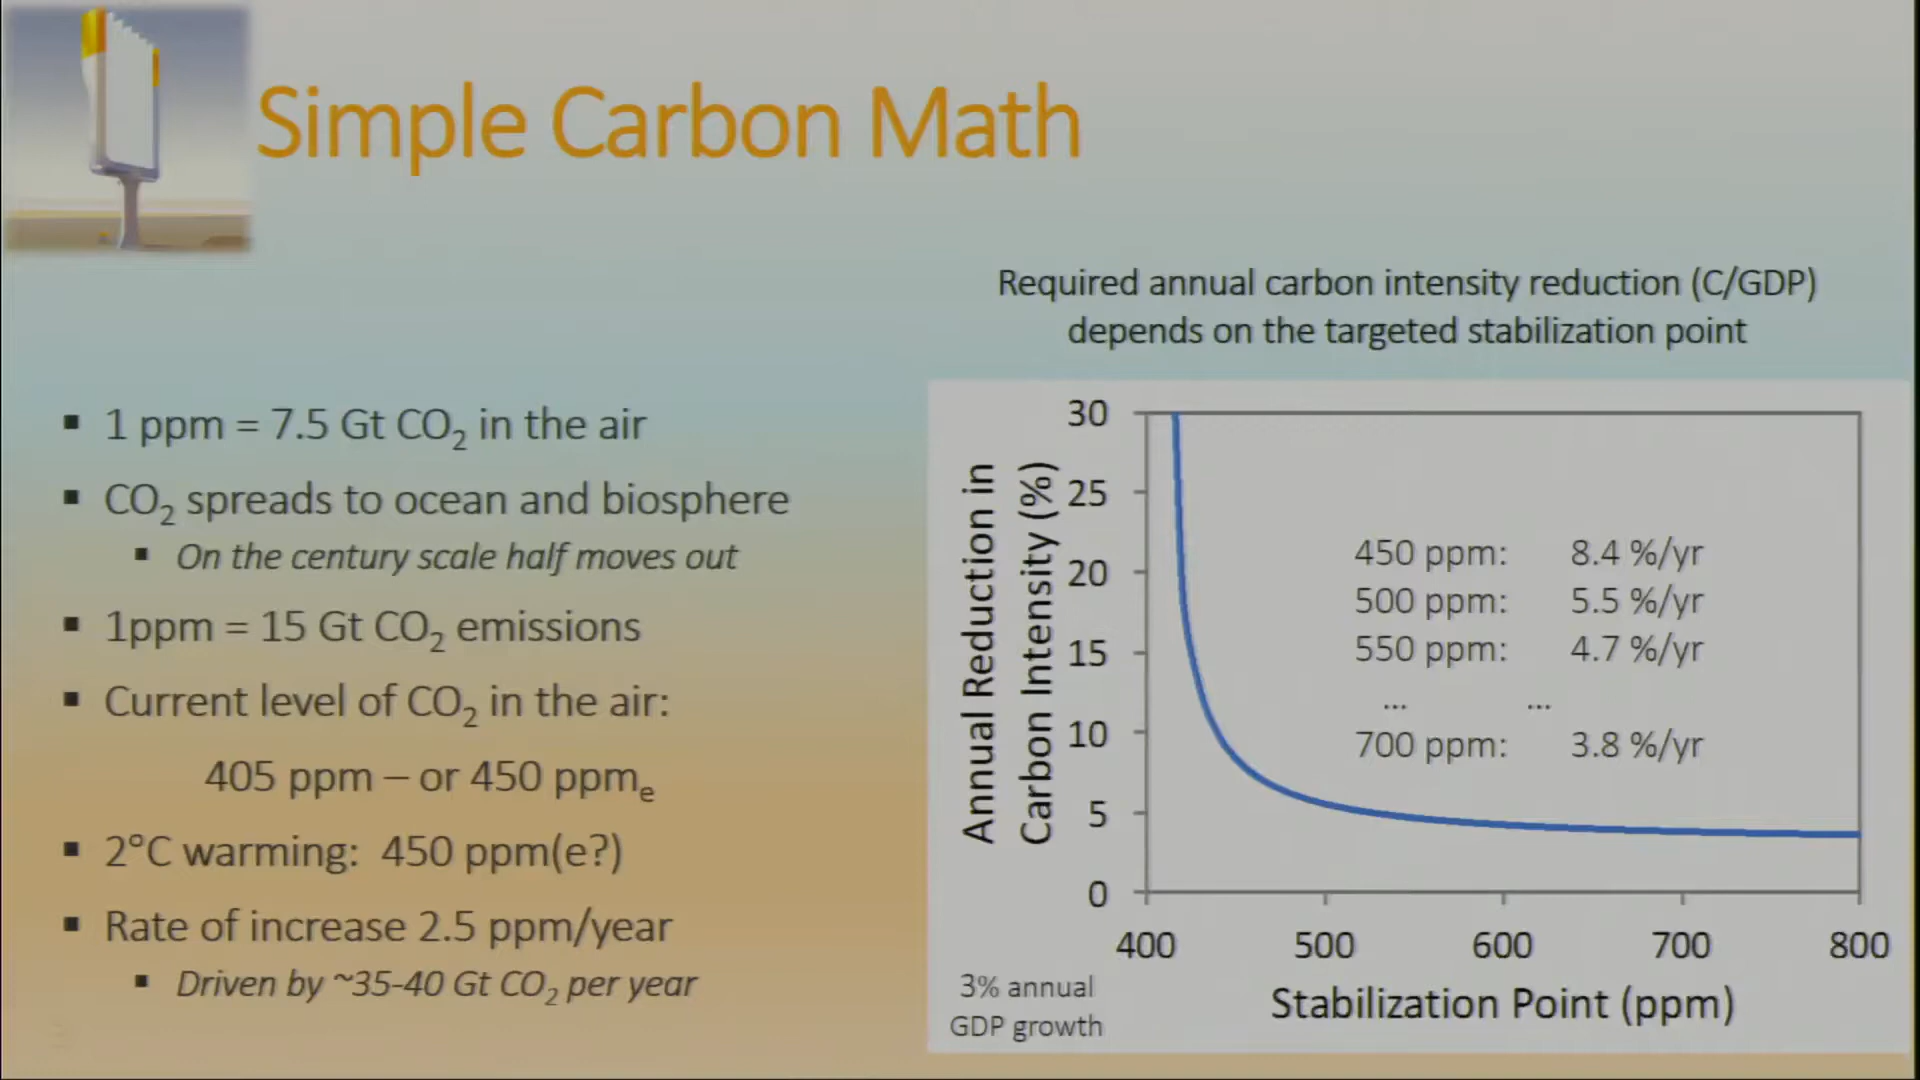 Simple Carbon Math
Required annual carbon intensity reduction (C/GDP)
depends on the targeted stabilization point
▪ 1 ppm = 7.5 Gt CO₂ in the air
▪ CO₂ spreads to ocean and biosphere
▪ On the century scale half moves out
▪ 1ppm = 15 Gt CO₂ emissions
▪ Current level of CO₂ in the air:
405 ppm – or 450 ppmₑ
▪ 2°C warming: 450 ppm(e?)
▪ Rate of increase 2.5 ppm/year
▪ Driven by ~35-40 Gt CO₂ per year
Annual Reduction in
Carbon Intensity (%)
30
25
20
15
10
5
0
450 ppm: 8.4 %/yr
500 ppm: 5.5 %/yr
550 ppm: 4.7 %/yr
... ...
700 ppm: 3.8 %/yr
400 500 600 700 800
Stabilization Point (ppm)
3% annual
GDP growth